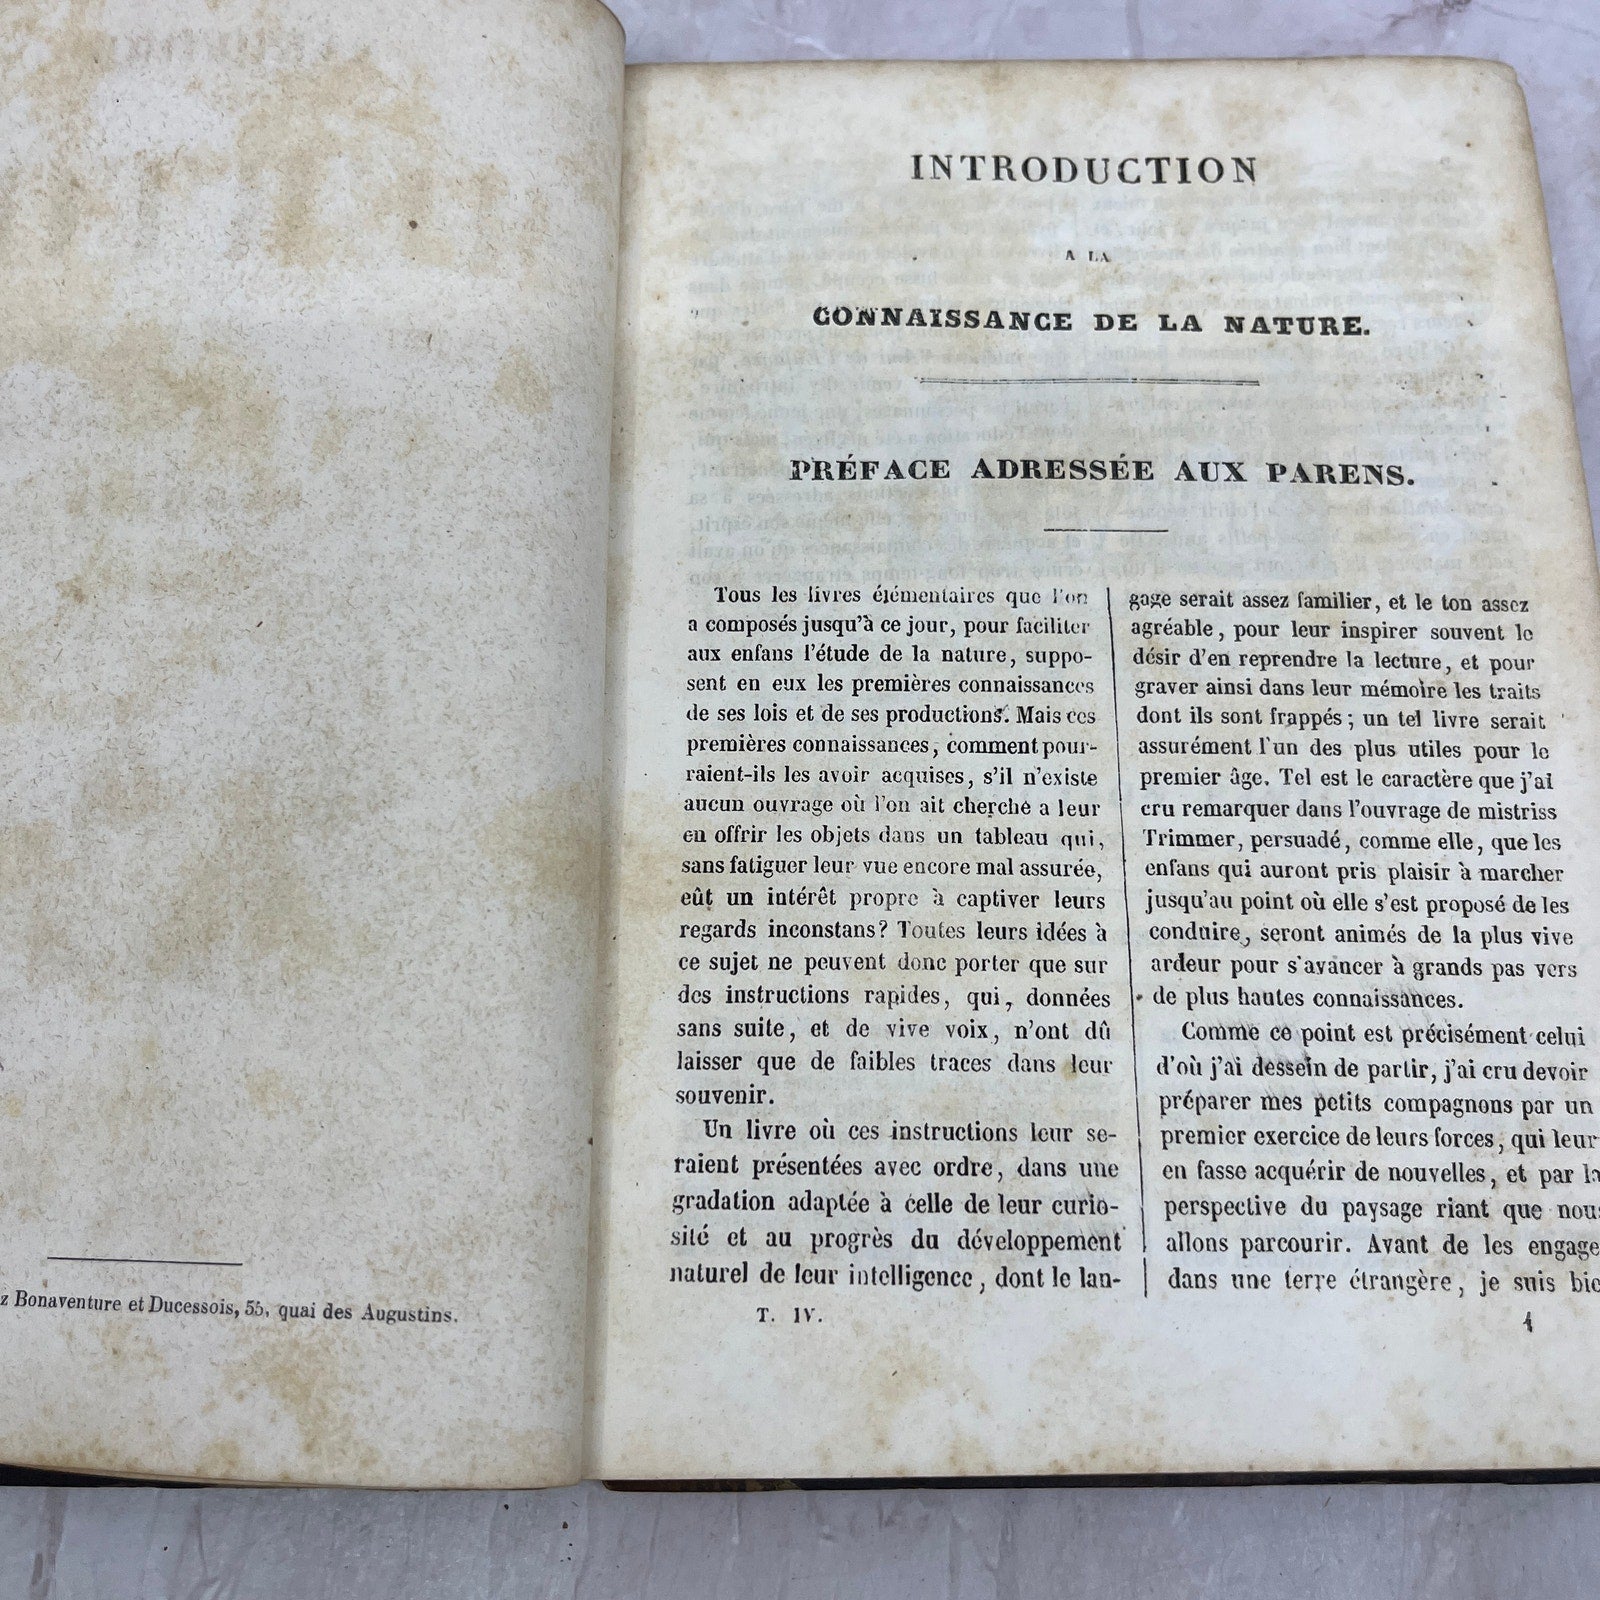 z Bonaventure et Ducessois, 55, quai des Augustins.
INTRODUCTION
A LA
CONNAISSANCE DE LA NATURE.
PRÉFACE ADRESSÉE AUX PARENS.
Tous les livres élémentaires que l'on
a composés jusqu'à ce jour, pour faciliter
aux enfans l'étude de la nature, suppo-
sent en eux les premières connaissances
de ses lois et de ses productions. Mais ces
premières connaissances, comment pour-
raient-ils les avoir acquises, s'il n'existe
aucun ouvrage où l'on ait cherché a leur
en offrir les objets dans un tableau qui,
sans fatiguer leur vue encore mal assurée,
eût un intérêt propre à captiver leurs
regards inconstans? Toutes leurs idées à
ce sujet ne peuvent donc porter que sur
des instructions rapides, qui, données
sans suite, et de vive voix, n'ont dû
laisser que de faibles traces dans leur
souvenir.
Un livre où ces instructions leur se-
raient présentées avec ordre, dans une
gradation adaptée à celle de leur curio-
sité et au progrès du développement
naturel de leur intelligence, dont le lan-
gage serait assez familier, et le ton assez
agréable, pour leur inspirer souvent le
désir d'en reprendre la lecture, et pour
graver ainsi dans leur mémoire les traits
dont ils sont frappés; un tel livre serait
assurément l'un des plus utiles pour le
premier âge. Tel est le caractère que j'ai
cru remarquer dans l'ouvrage de mistriss
Trimmer, persuadé, comme elle, que les
enfans qui auront pris plaisir à marcher
jusqu'au point où elle s'est proposé de les
conduire, seront animés de la plus vive
ardeur pour s'avancer à grands pas vers
de plus hautes connaissances.
Comme ce point est précisément celui
d'où j'ai dessein de partir, j'ai cru devoir
préparer mes petits compagnons par un
premier exercice de leurs forces, qui leur
en fasse acquérir de nouvelles, et par la
perspective du paysage riant que nous
allons parcourir. Avant de les engage
dans une terre étrangère, je suis bie
T. IV.
1